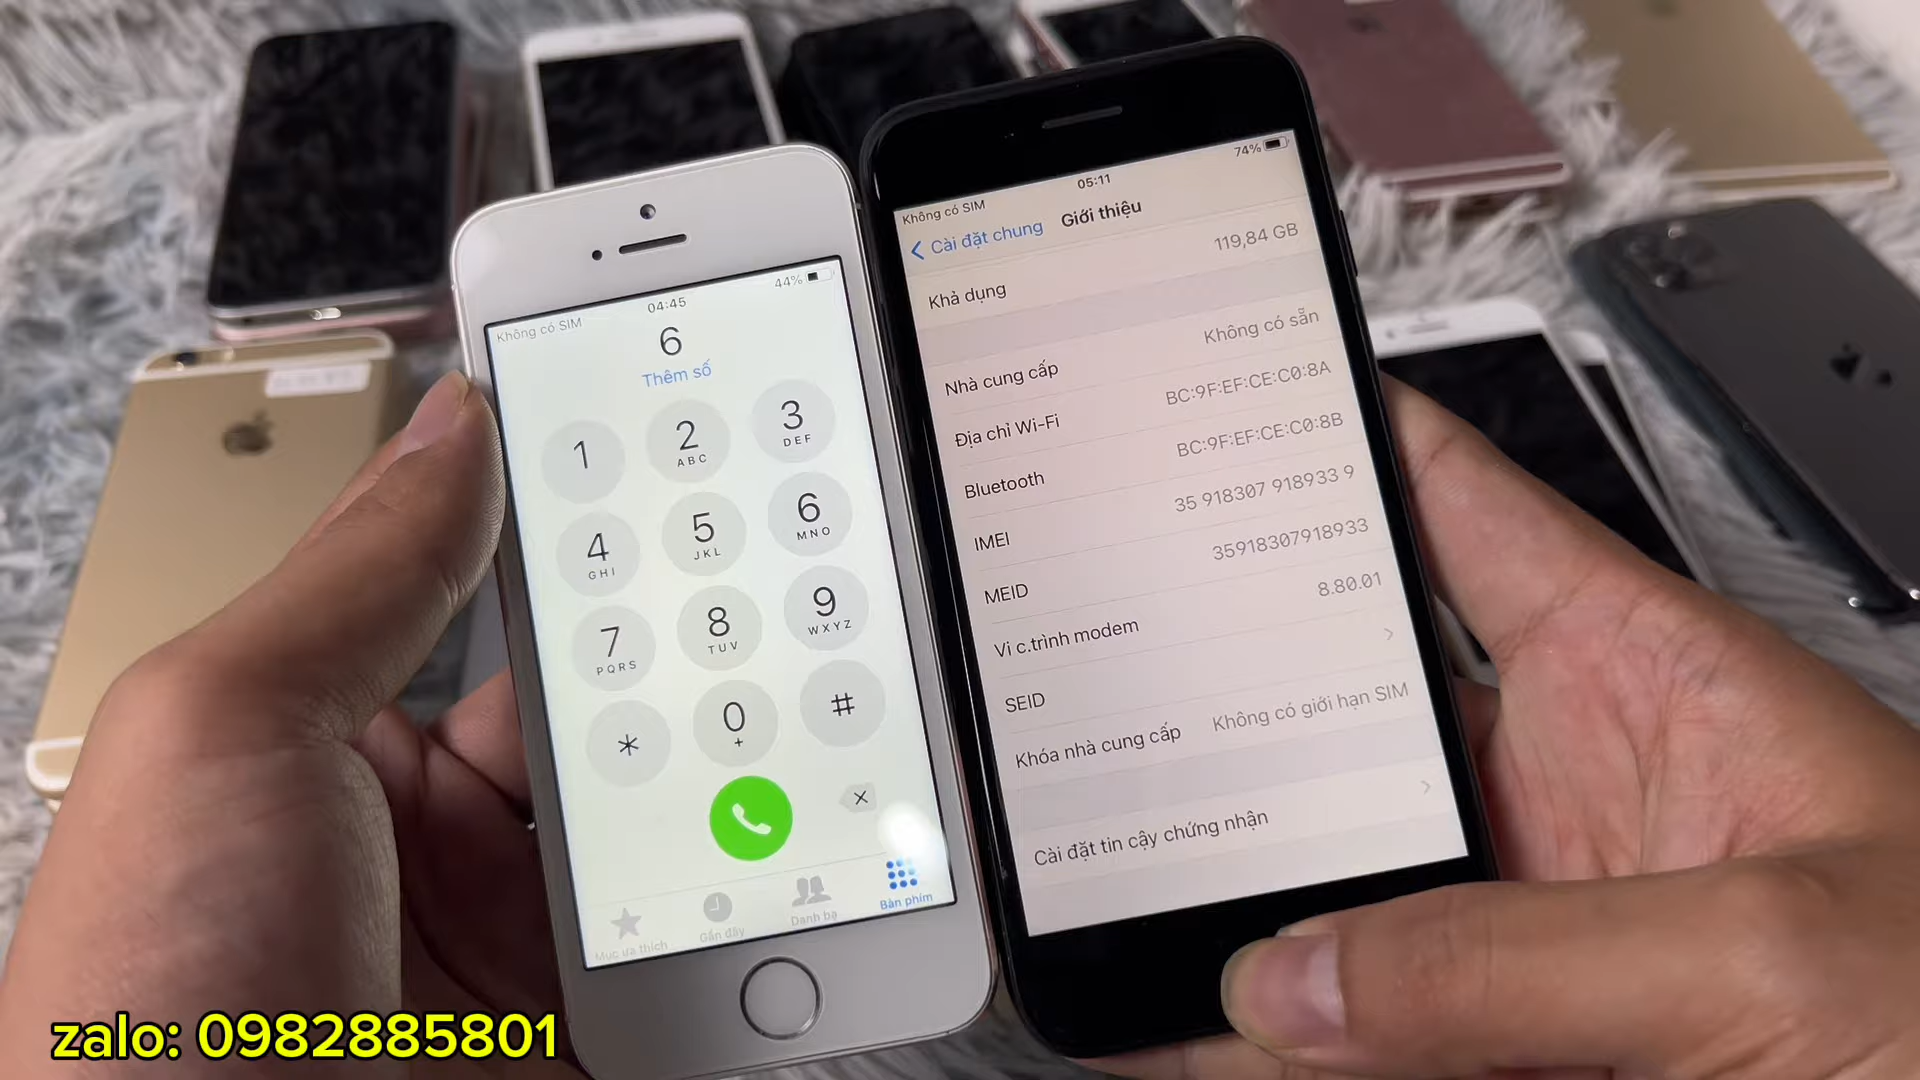 Không có SIM
04:45
44%
6
Thêm số
1
2
ABC
3
DEF
4
GHI
5
JKL
6
MNO
7
PQRS
8
TUV
9
WXYZ
*
0
+
#
Mục ưa thích
Gần đây
Danh bạ
Bàn phím
Không có SIM
05:11
74%
Cài đặt chung
Giới thiệu
Khả dụng 119,84 GB
Nhà cung cấp Không có sẵn
Địa chỉ Wi-Fi BC:9F:EF:CE:C0:8A
Bluetooth BC:9F:EF:CE:C0:8B
IMEI 35 918307 918933 9
MEID 35918307918933
Vi c.trình modem 8.80.01
SEID
Khóa nhà cung cấp Không có giới hạn SIM
Cài đặt tin cậy chứng nhận
zalo: 0982885801